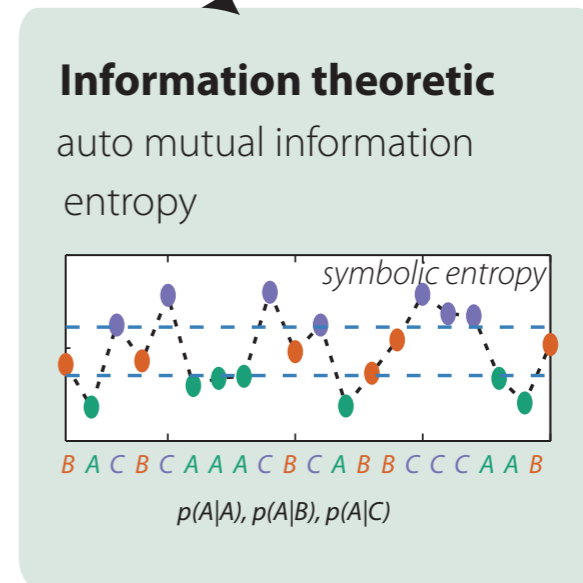 Information theoretic
auto mutual information
entropy
symbolic entropy
B A C B C A A A C B C A B B C C C A A B
p(A|A), p(A|B), p(A|C)